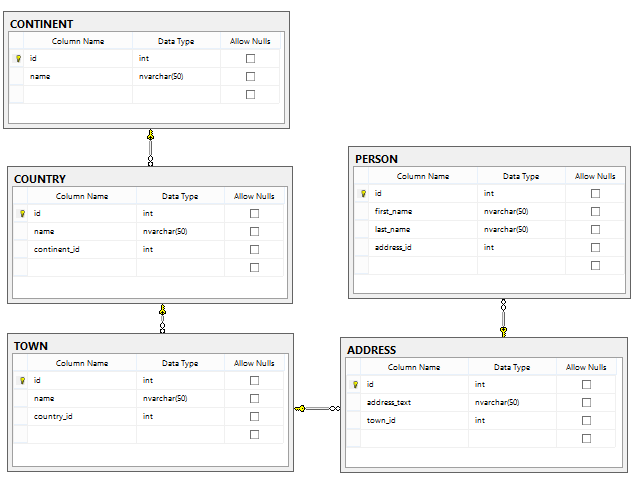 CONTINENT
Column Name Data Type Allow Nulls
id int
name nvarchar(50)
COUNTRY
Column Name Data Type Allow Nulls
id int
name nvarchar(50)
continent_id int
TOWN
Column Name Data Type Allow Nulls
id int
name nvarchar(50)
country_id int
PERSON
Column Name Data Type Allow Nulls
id int
first_name nvarchar(50)
last_name nvarchar(50)
address_id int
ADDRESS
Column Name Data Type Allow Nulls
id int
address_text nvarchar(50)
town_id int